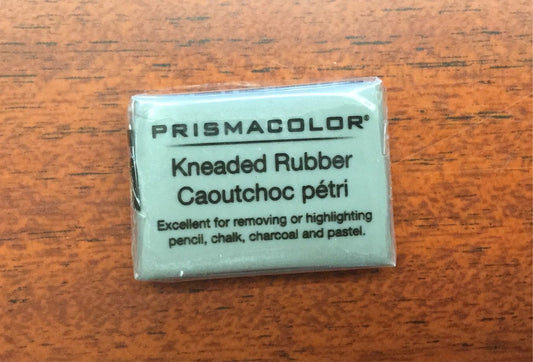 PRISMACOLOR®
Kneaded Rubber
Caoutchoc pétri
Excellent for removing or highlighting
pencil, chalk, charcoal and pastel.